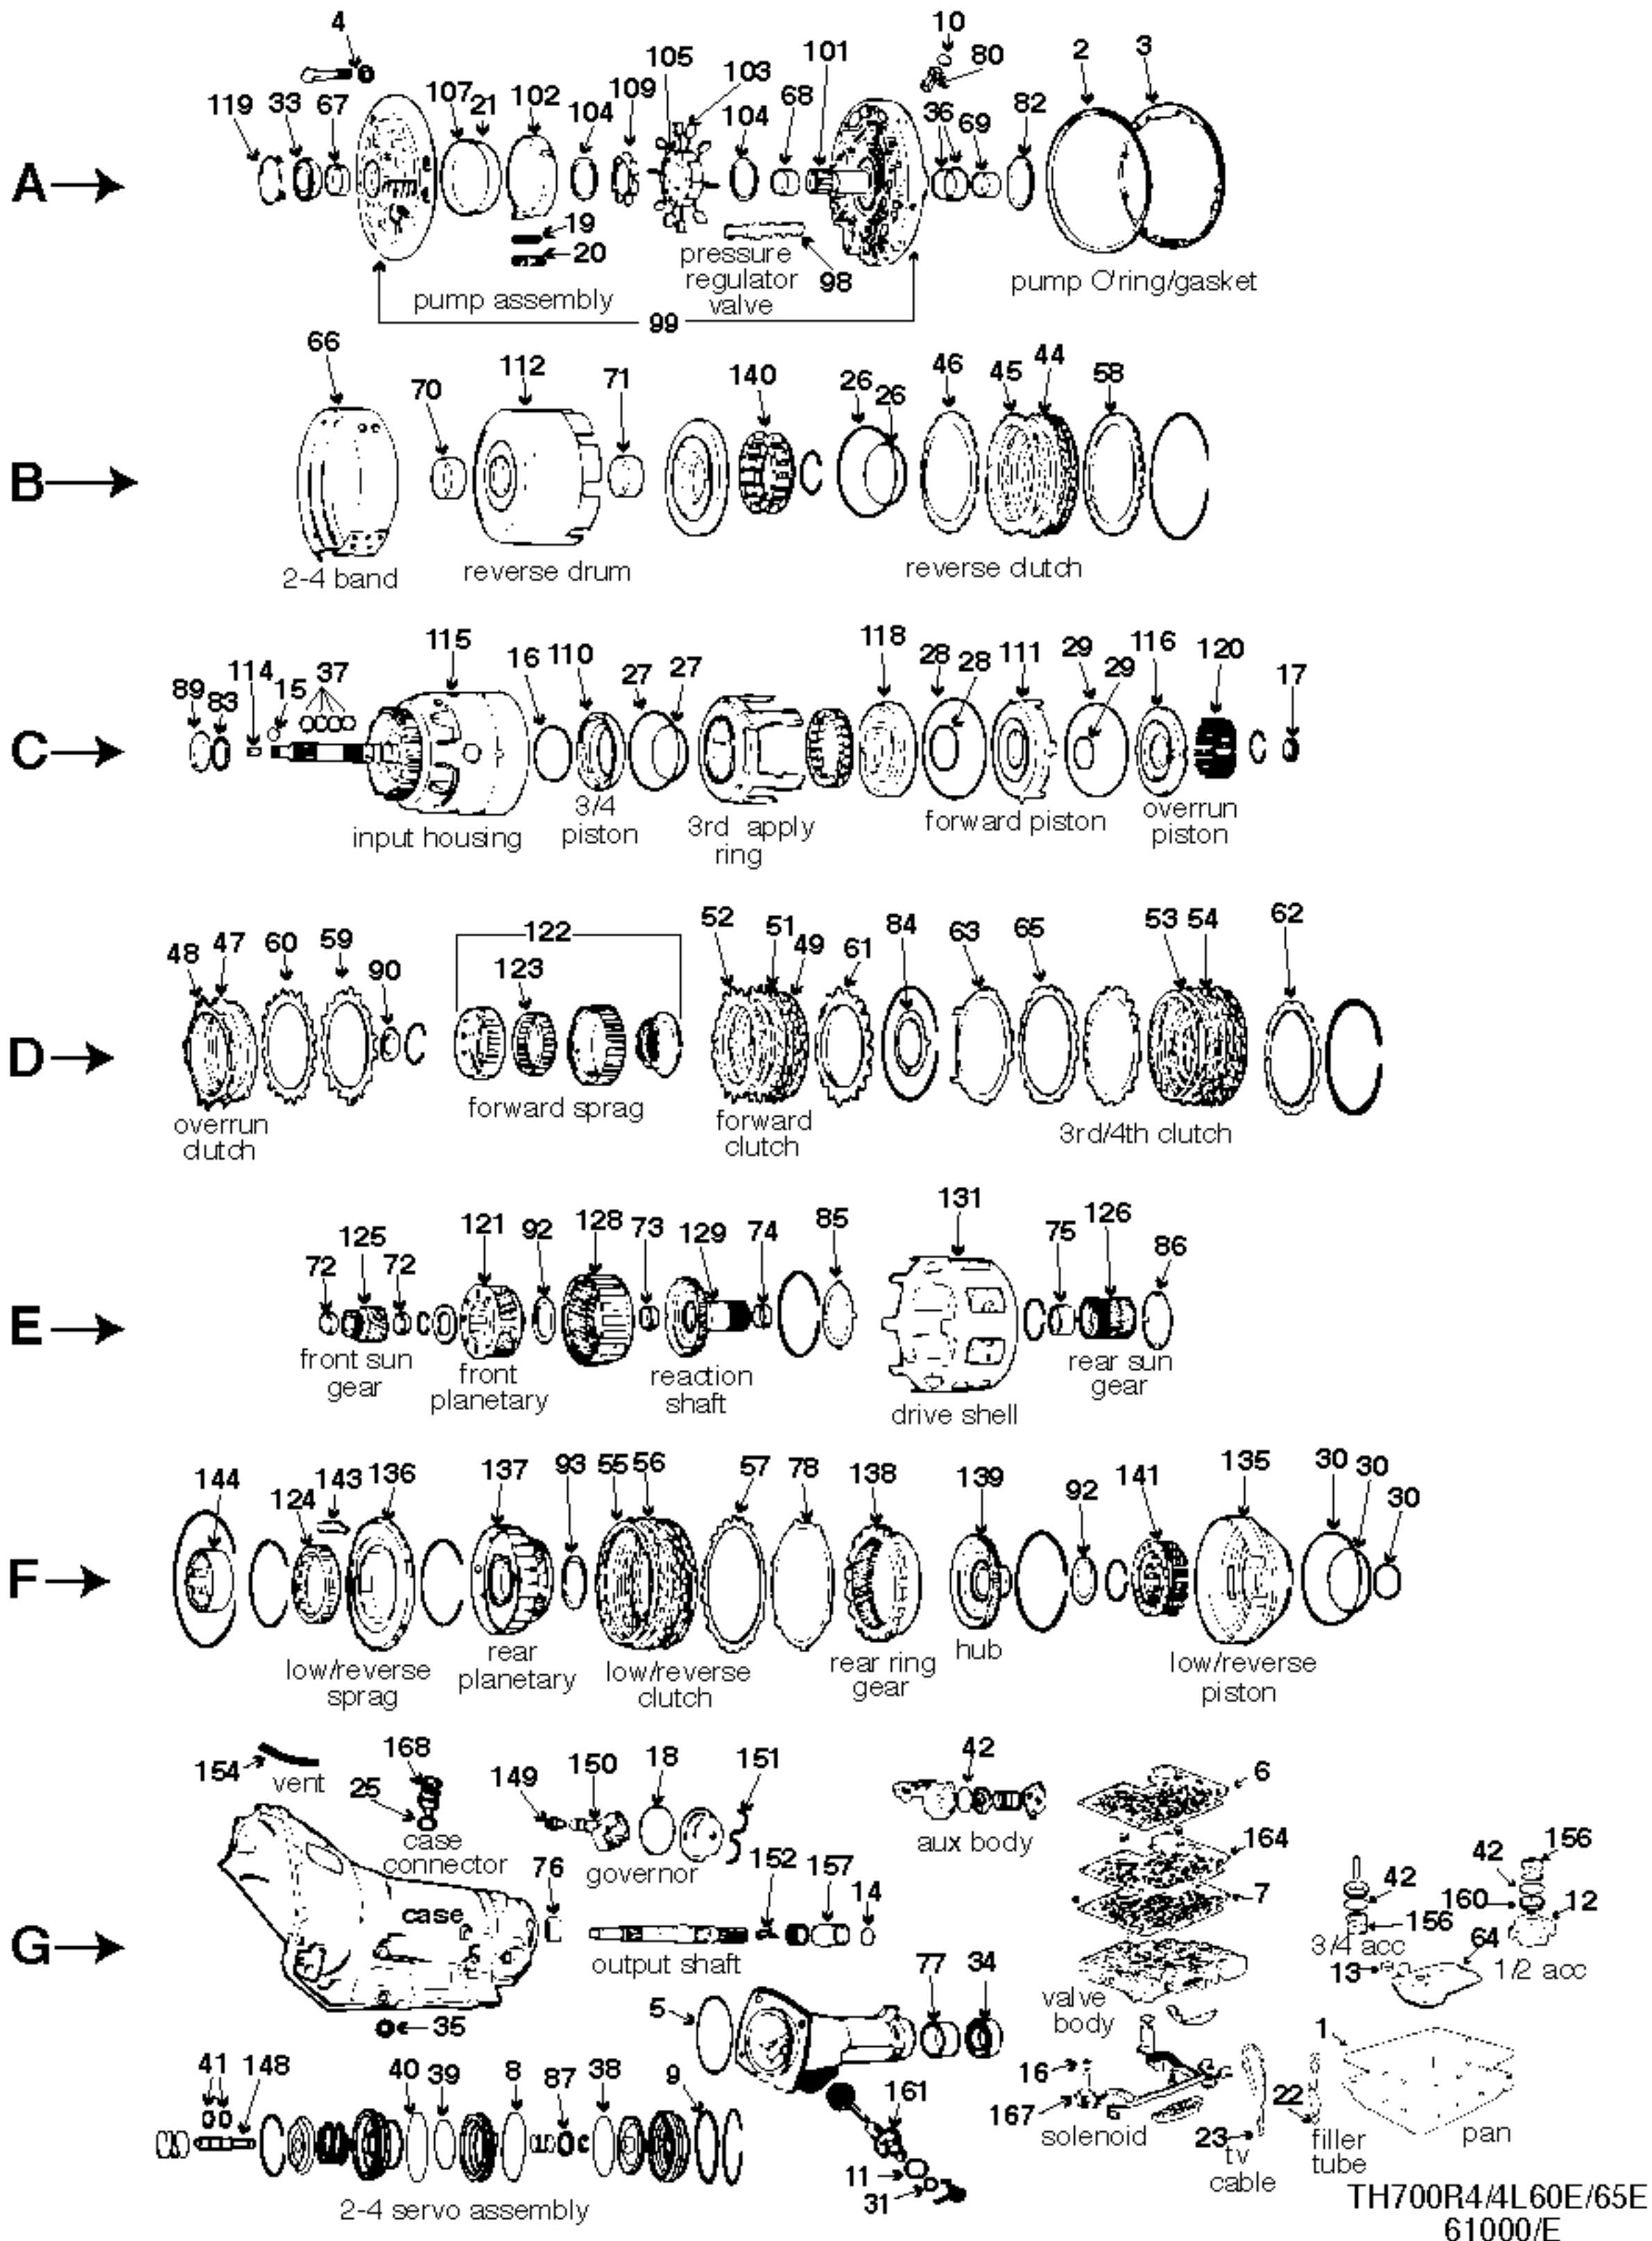 4
10
101
105
103
80
2
3
119
33
67
107
21
102
104
109
104
68
36
69
82
A
19
20
pressure
regulator
valve
98
pump assembly
pump O'ring/gasket
99
66
70
112
71
140
26
26
46
45
44
58
B
2-4 band
reverse drum
reverse clutch
89
83
114
15
37
115
16
110
27
27
118
28
28
111
29
29
116
120
17
C
input housing
3/4
piston
3rd apply
ring
forward piston
overrun
piston
48
47
60
59
90
122
123
52
51
49
61
84
63
65
53
54
62
D
overrun
clutch
forward sprag
forward
clutch
3rd/4th clutch
72
125
72
121
92
128
73
129
74
85
131
75
126
86
E
front sun
gear
front
planetary
reaction
shaft
drive shell
rear sun
gear
144
124
143
136
137
93
55
56
57
78
138
139
92
141
135
30
30
30
F
low/reverse
sprag
rear
planetary
low/reverse
clutch
rear ring
gear
hub
low/reverse
piston
154
vent
168
25
case
connector
149
150
18
151
governor
42
aux body
6
164
7
valve
body
42
156
3/4 acc
13
42
156
160
12
64
1/2 acc
G
case
76
152
157
14
output shaft
35
5
77
34
41
148
40
39
8
87
38
9
2-4 servo assembly
161
11
31
16
167
solenoid
23
tv
cable
22
filler
tube
1
pan
TH700R4/4L60E/65E
61000/E